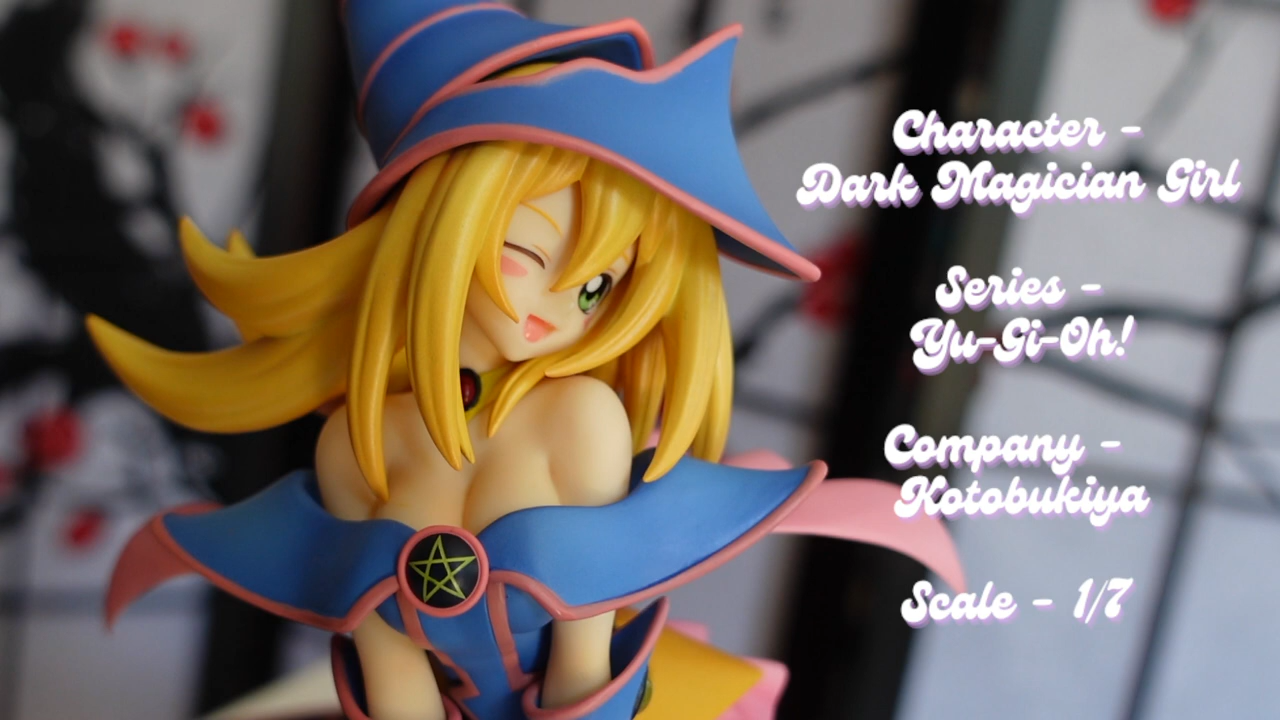 Character -
Dark Magician Girl
Series -
Yu-Gi-Oh!
Company -
Kotobukiya
Scale - 1/7